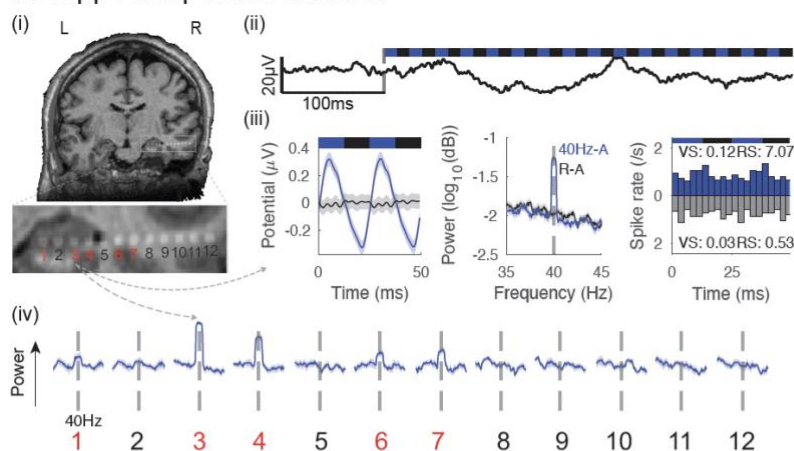 (i)
L R
(ii)
20μV
100ms
1 2 3 4 5 6 7 8 9 10 11 12
(iii)
Potential (μV)
0.4
0.2
0
-0.2
0 50
Time (ms)
Power (log10(dB))
-1
-1.5
-2
-2.5
40Hz-A
R-A
35 40 45
Frequency (Hz)
Spike rate (/s)
2
0
2
VS: 0.12 RS: 7.07
VS: 0.03 RS: 0.53
0 25
Time (ms)
(iv)
Power
40Hz
1 2 3 4 5 6 7 8 9 10 11 12